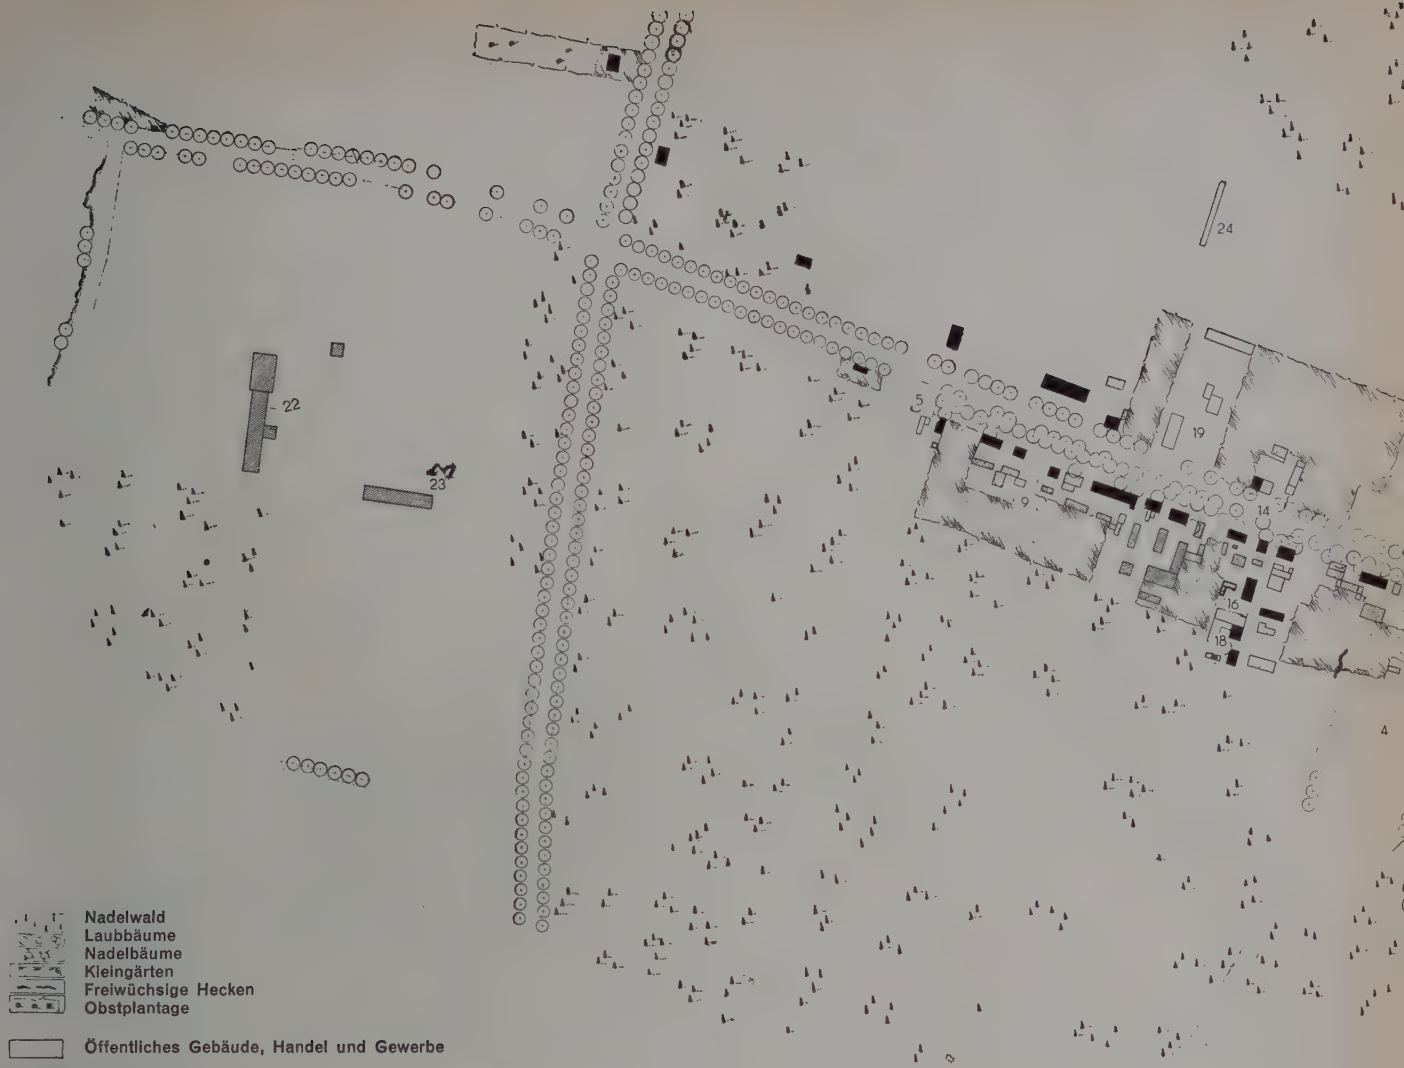 24
5
19
22
23
9
14
16
18
4
Nadelwald
Laubbäume
Nadelbäume
Kleingärten
Freiwüchsige Hecken
Obstplantage
Öffentliches Gebäude, Handel und Gewerbe